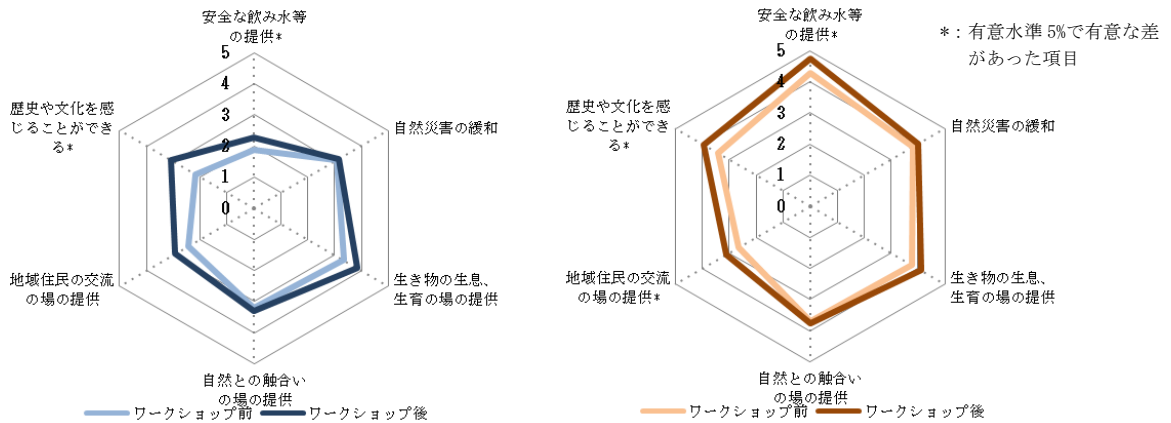 安全な飲み水等
の提供*
5
4
3
2
1
0
歴史や文化を感
じることができ
る*
自然災害の緩和
地域住民の交流
の場の提供
生き物の生息、
生育の場の提供
自然との触合い
の場の提供
ワークショップ前
ワークショップ後
安全な飲み水等
の提供*
5
4
3
2
1
0
歴史や文化を感
じることができ
る*
自然災害の緩和
地域住民の交流
の場の提供*
生き物の生息、
生育の場の提供
自然との触合い
の場の提供
ワークショップ前
ワークショップ後
*：有意水準 5%で有意な差
があった項目